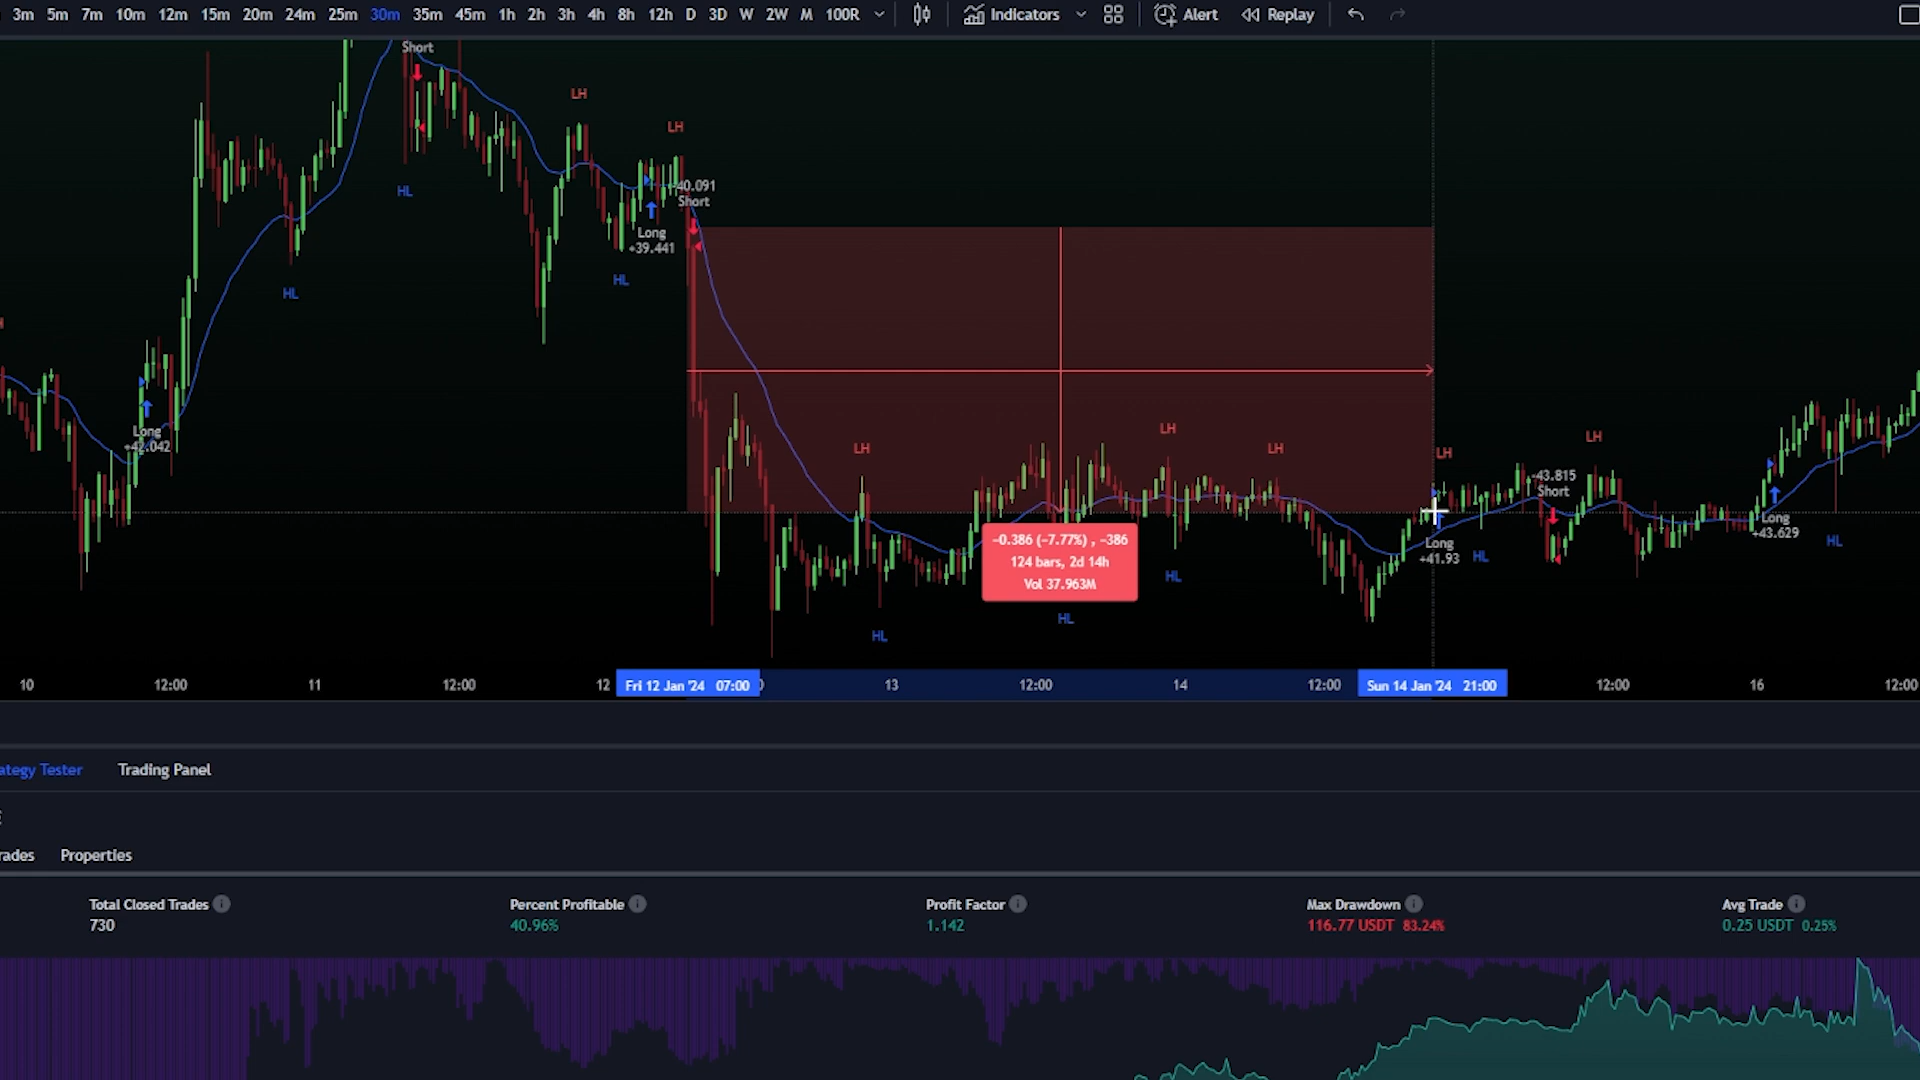 3m 5m 7m 10m 12m 15m 20m 24m 25m 30m 35m 45m 1h 2h 3h 4h 8h 12h D 3D W 2W M 100R Indicators Alert Replay
Short
LH
LH
HL
-40.091
Short
Long
+39.441
HL
HL
Long
+42.042
LH
LH
LH
LH
LH
-43.815
Short
Long
+41.93
HL
Long
+43.629
HL
-0.386 (-7.77%) , -386
124 bars, 2d 14h
Vol 37.963M
HL
HL
HL
10 12:00 11 12:00 12 Fri 12 Jan '24 07:00 13 12:00 14 12:00 Sun 14 Jan '24 21:00 12:00 16 12:00
ategy Tester Trading Panel
rades Properties
Total Closed Trades Percent Profitable Profit Factor Max Drawdown Avg Trade
730 40.96% 1.142 116.77 USDT 83.24% 0.25 USDT 0.25%